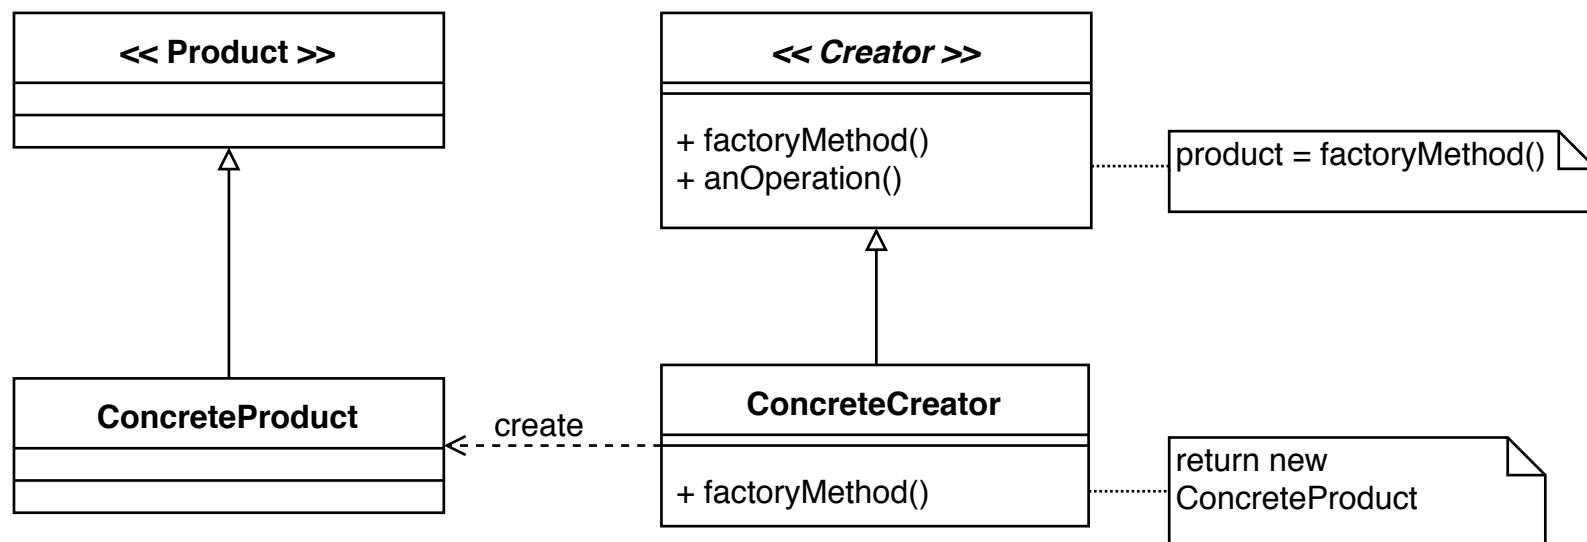 << Product >>
<< Creator >>
+ factoryMethod()
+ anOperation()
product = factoryMethod()
ConcreteProduct
create
ConcreteCreator
+ factoryMethod()
return new
ConcreteProduct